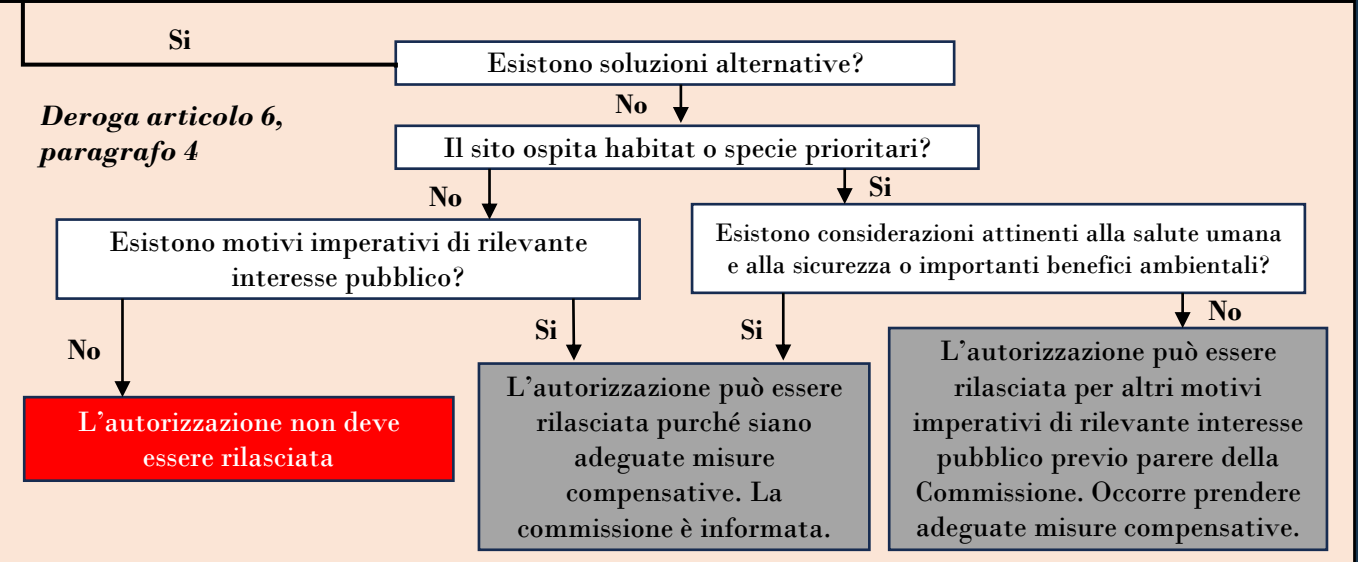 Si
Esistono soluzioni alternative?
No
Deroga articolo 6,
paragrafo 4
Il sito ospita habitat o specie prioritari?
No
Si
Esistono motivi imperativi di rilevante
interesse pubblico?
Esistono considerazioni attinenti alla salute umana
e alla sicurezza o importanti benefici ambientali?
No
Si
Si
No
L'autorizzazione non deve
essere rilasciata
L'autorizzazione può essere
rilasciata purché siano
adeguate misure
compensative. La
commissione è informata.
L'autorizzazione può essere
rilasciata per altri motivi
imperativi di rilevante interesse
pubblico previo parere della
Commissione. Occorre prendere
adeguate misure compensative.